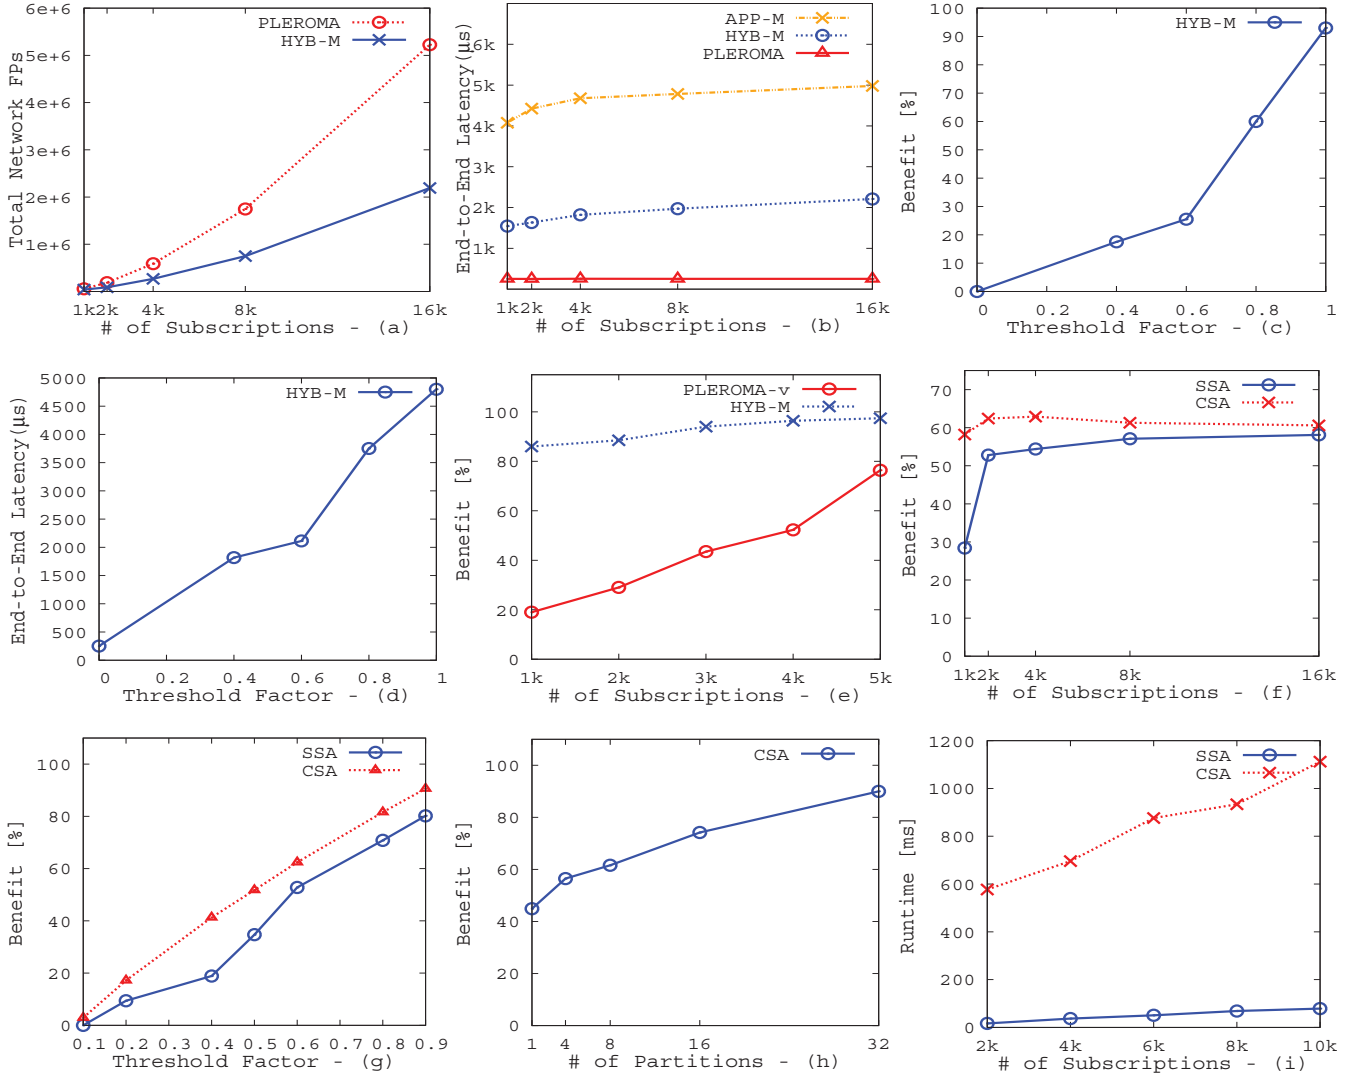 6e+6
5e+6
4e+6
3e+6
2e+6
1e+6
Total Network FPs
PLEROMA
HYB-M
1k 2k 4k 8k 16k
# of Subscriptions - (a)
16k
5k
4k
3k
2k
1k
End-to-End Latency(µs)
APP-M
HYB-M
PLEROMA
1k 2k 4k 8k 16k
# of Subscriptions - (b)
100
90
80
70
60
50
40
30
20
10
0
Benefit [%]
HYB-M
0 0.2 0.4 0.6 0.8 1
Threshold Factor - (c)
5000
4500
4000
3500
3000
2500
2000
1500
1000
500
0
End-to-End Latency(µs)
HYB-M
0 0.2 0.4 0.6 0.8 1
Threshold Factor - (d)
100
80
60
40
20
0
Benefit [%]
PLEROMA-v
HYB-M
1k 2k 3k 4k 5k
# of Subscriptions - (e)
70
60
50
40
30
20
10
0
Benefit [%]
SSA
CSA
1k 2k 4k 8k 16k
# of Subscriptions - (f)
100
80
60
40
20
0
Benefit [%]
SSA
CSA
0.1 0.2 0.3 0.4 0.5 0.6 0.7 0.8 0.9
Threshold Factor - (g)
100
80
60
40
20
0
Benefit [%]
CSA
1 4 8 16 32
# of Partitions - (h)
1200
1000
800
600
400
200
0
Runtime [ms]
SSA
CSA
2k 4k 6k 8k 10k
# of Subscriptions - (i)